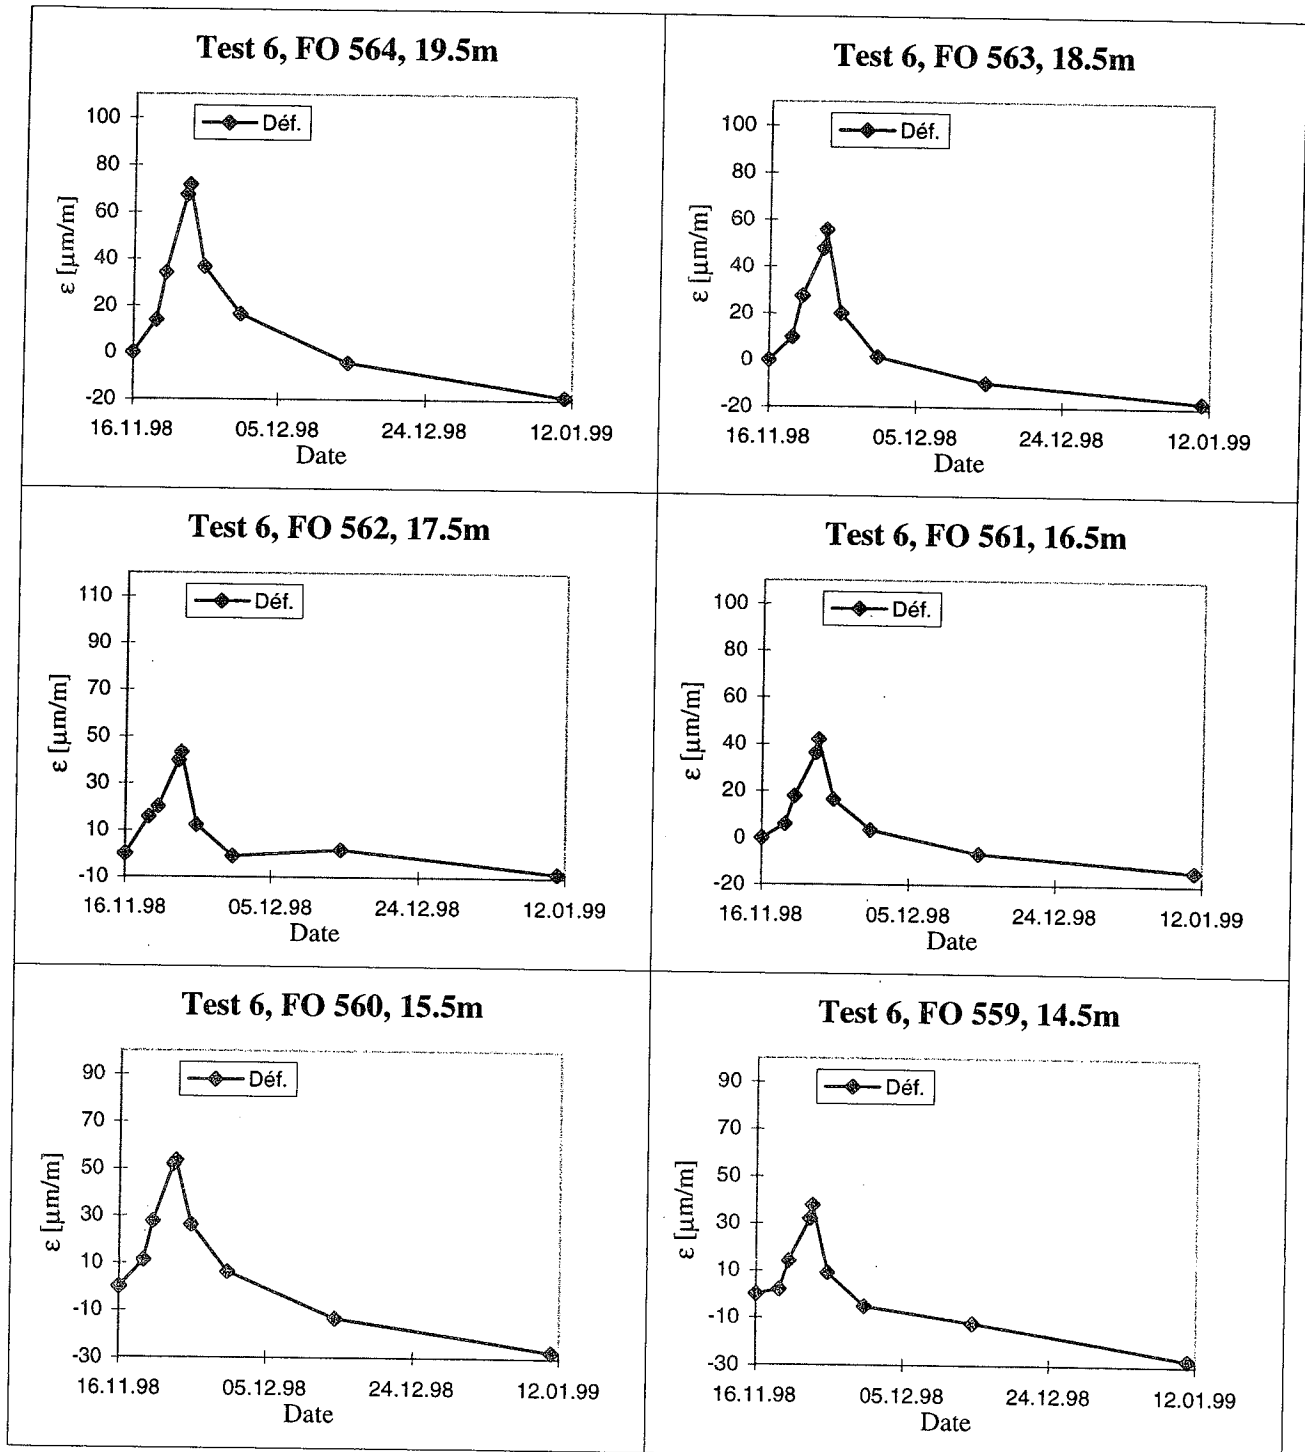 Test 6, FO 564, 19.5m
Déf.
ε [µm/m]
100
80
60
40
20
0
-20
16.11.98 05.12.98 24.12.98 12.01.99
Date
Test 6, FO 563, 18.5m
Déf.
ε [µm/m]
100
80
60
40
20
0
-20
16.11.98 05.12.98 24.12.98 12.01.99
Date
Test 6, FO 562, 17.5m
Déf.
ε [µm/m]
110
90
70
50
30
10
-10
16.11.98 05.12.98 24.12.98 12.01.99
Date
Test 6, FO 561, 16.5m
Déf.
ε [µm/m]
100
80
60
40
20
0
-20
16.11.98 05.12.98 24.12.98 12.01.99
Date
Test 6, FO 560, 15.5m
Déf.
ε [µm/m]
90
70
50
30
10
-10
-30
16.11.98 05.12.98 24.12.98 12.01.99
Date
Test 6, FO 559, 14.5m
Déf.
ε [µm/m]
90
70
50
30
10
-10
-30
16.11.98 05.12.98 24.12.98 12.01.99
Date